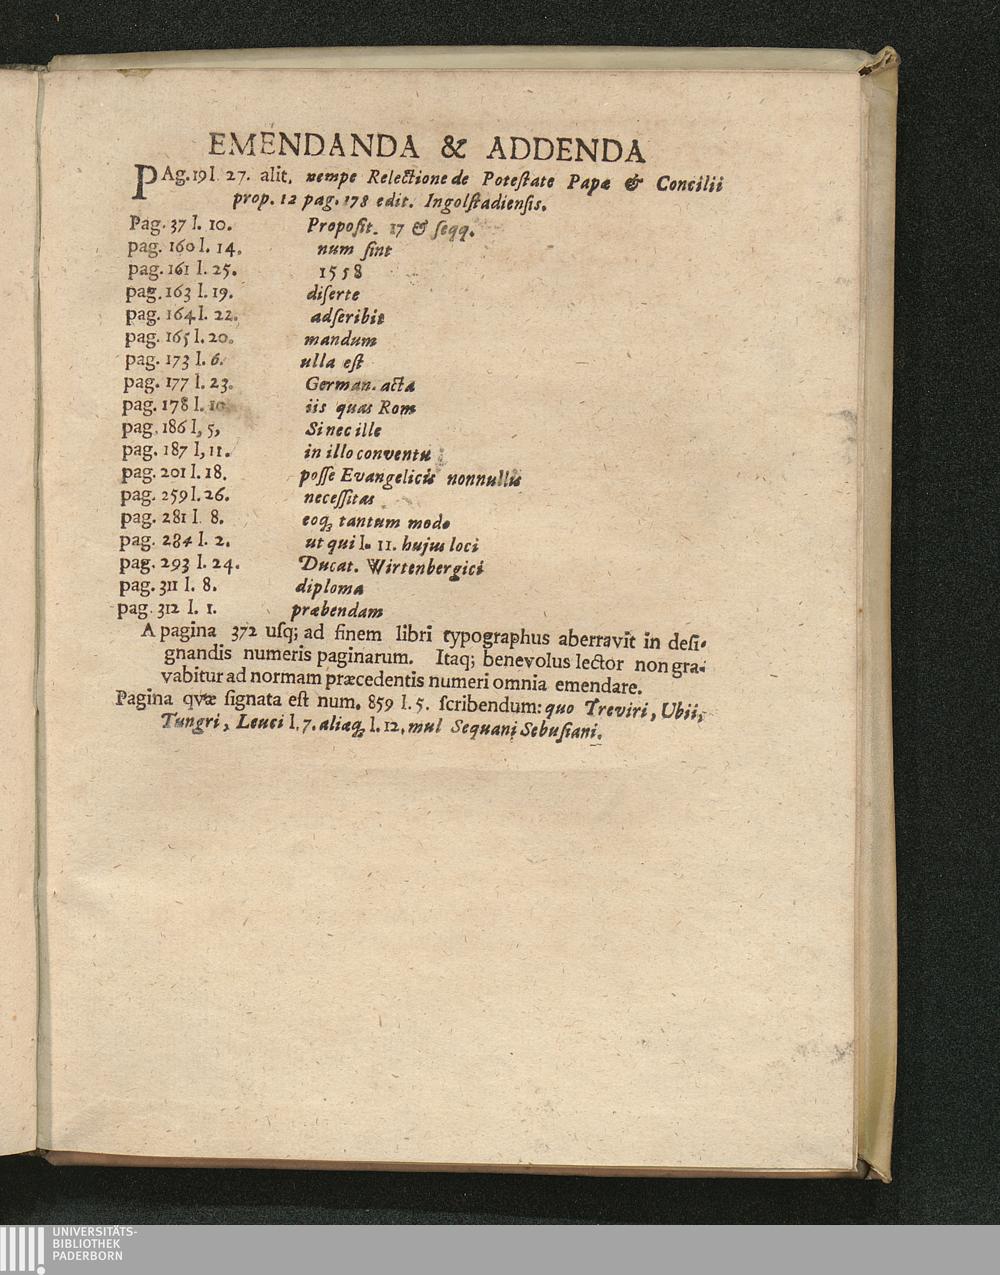 EMENDANDA & ADDENDA
PAg. 19 l. 27. alit. nempe Relectione de Poteſtate Papæ & Concilii
prop. 12 pag. 178 edit. Ingolſtadienſis.
Pag. 37 l. 10. Propoſit. 17 & ſeqq.
pag. 160 l. 14. num ſint
pag. 161 l. 25. 1558
pag. 163 l. 19. diſerte
pag. 164 l. 22. adſeribit
pag. 165 l. 20. mandum
pag. 173 l. 6. ulla eſt
pag. 177 l. 23. German. acta
pag. 178 l. 10 iis quas Rom
pag. 186 l, 5, Sinec ille
pag. 187 l, 11. in illo conventu
pag. 201 l. 18. poſſe Evangelicis nonnullis
pag. 259 l. 26. neceſſitas
pag. 281 l. 8. eoq; tantum modo
pag. 284 l. 2. ut qui l. 11. hujus loci
pag. 293 l. 24. Ducat. Wirtenbergici
pag. 311 l. 8. diploma
pag. 312 l. 1. præbendam
A pagina 372 uſq; ad finem libri typographus aberravit in deſi-
gnandis numeris paginarum. Itaq; benevolus lector non gra-
vabitur ad normam præcedentis numeri omnia emendare.
Pagina qvæ ſignata eſt num. 859 l. 5. ſcribendum: quo Treviri, Ubii,
Tungri, Leuci l. 7. aliaq; l. 12, mul Sequani Sebuſiani.
UNIVERSITÄTS-
BIBLIOTHEK
PADERBORN